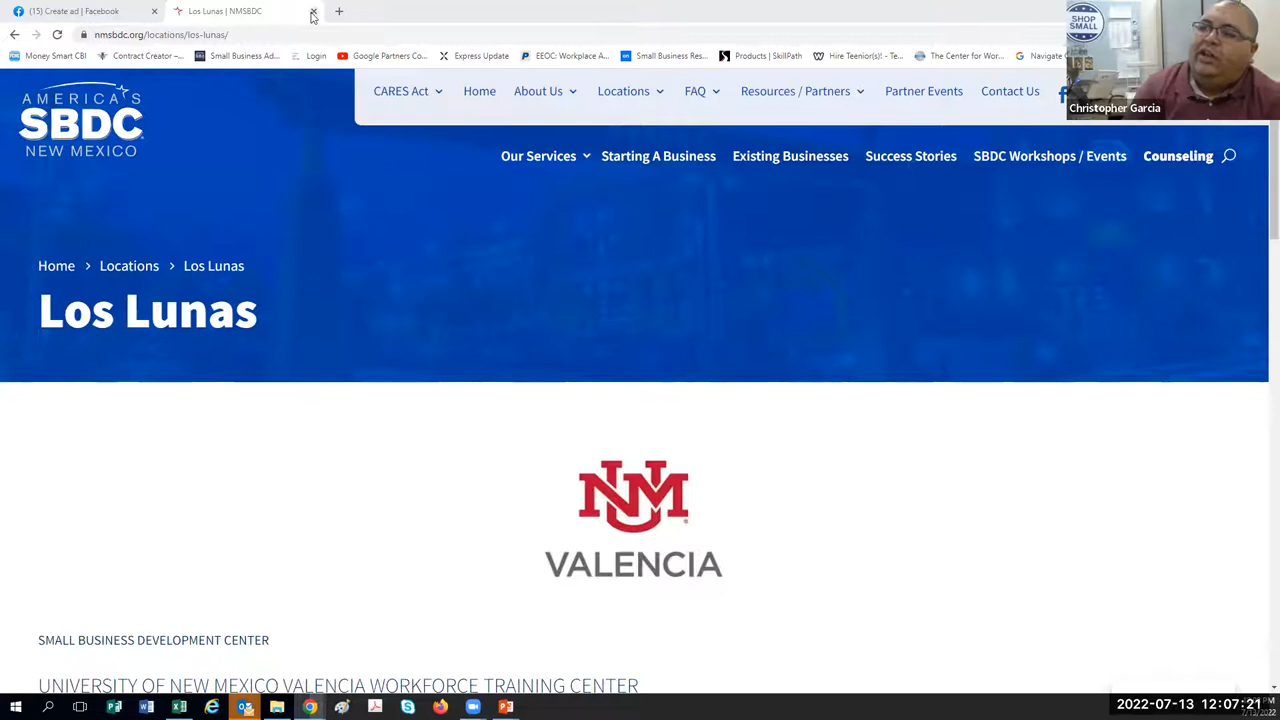 (15) Create ad | Facebook
Los Lunas | NMSBDC
nmsbdc.org/locations/los-lunas/
Money Smart CBI
Contract Creator –...
Small Business Ad...
Login
Google Partners Co...
Express Update
EEOC: Workplace A...
Small Business Res...
Products | SkillPath
Hire Teenior(s)! - Te...
The Center for Wor...
Navigate
SHOP SMALL
Christopher Garcia
AMERICA'S
SBDC
NEW MEXICO
CARES Act
Home
About Us
Locations
FAQ
Resources / Partners
Partner Events
Contact Us
Our Services
Starting A Business
Existing Businesses
Success Stories
SBDC Workshops / Events
Counseling
Home > Locations > Los Lunas
Los Lunas
NM
VALENCIA
SMALL BUSINESS DEVELOPMENT CENTER
UNIVERSITY OF NEW MEXICO VALENCIA WORKFORCE TRAINING CENTER
2022-07-13 12:07:21